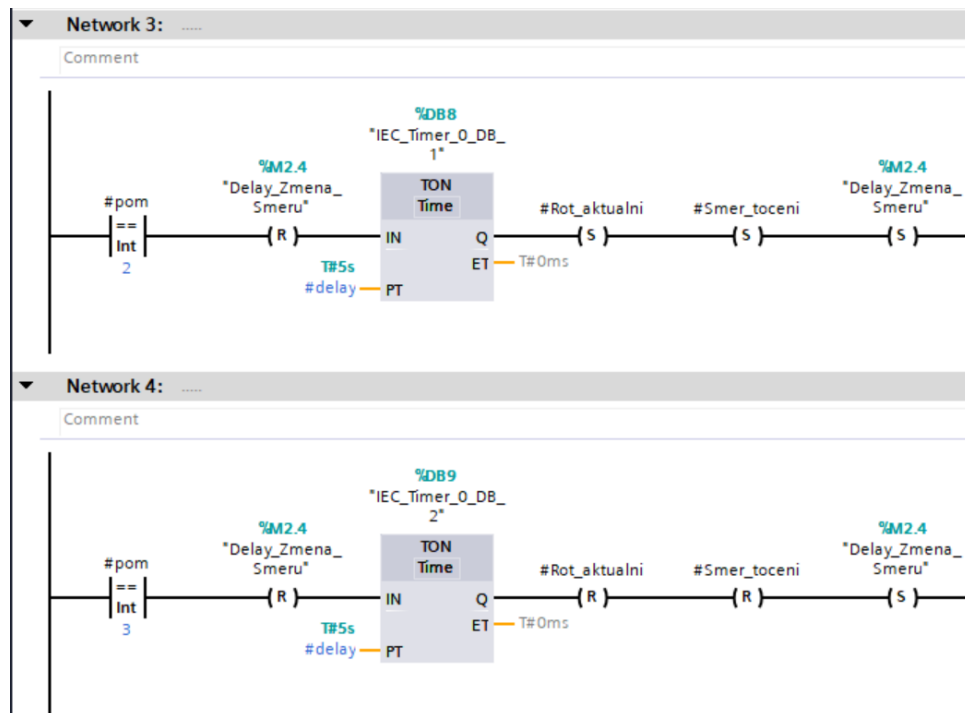 Network 3: .....
Comment
%DB8
"IEC_Timer_0_DB_
1"
%M2.4
"Delay_Zmena_
Smeru"
%M2.4
"Delay_Zmena_
Smeru"
#pom
TON
Time
#Rot_aktualni
#Smer_toceni
==
Int
2
R
IN
Q
S
S
S
ET
T#0ms
T#5s
#delay
PT
Network 4: .....
Comment
%DB9
"IEC_Timer_0_DB_
2"
%M2.4
"Delay_Zmena_
Smeru"
%M2.4
"Delay_Zmena_
Smeru"
#pom
TON
Time
#Rot_aktualni
#Smer_toceni
==
Int
3
R
IN
Q
R
R
S
ET
T#0ms
T#5s
#delay
PT